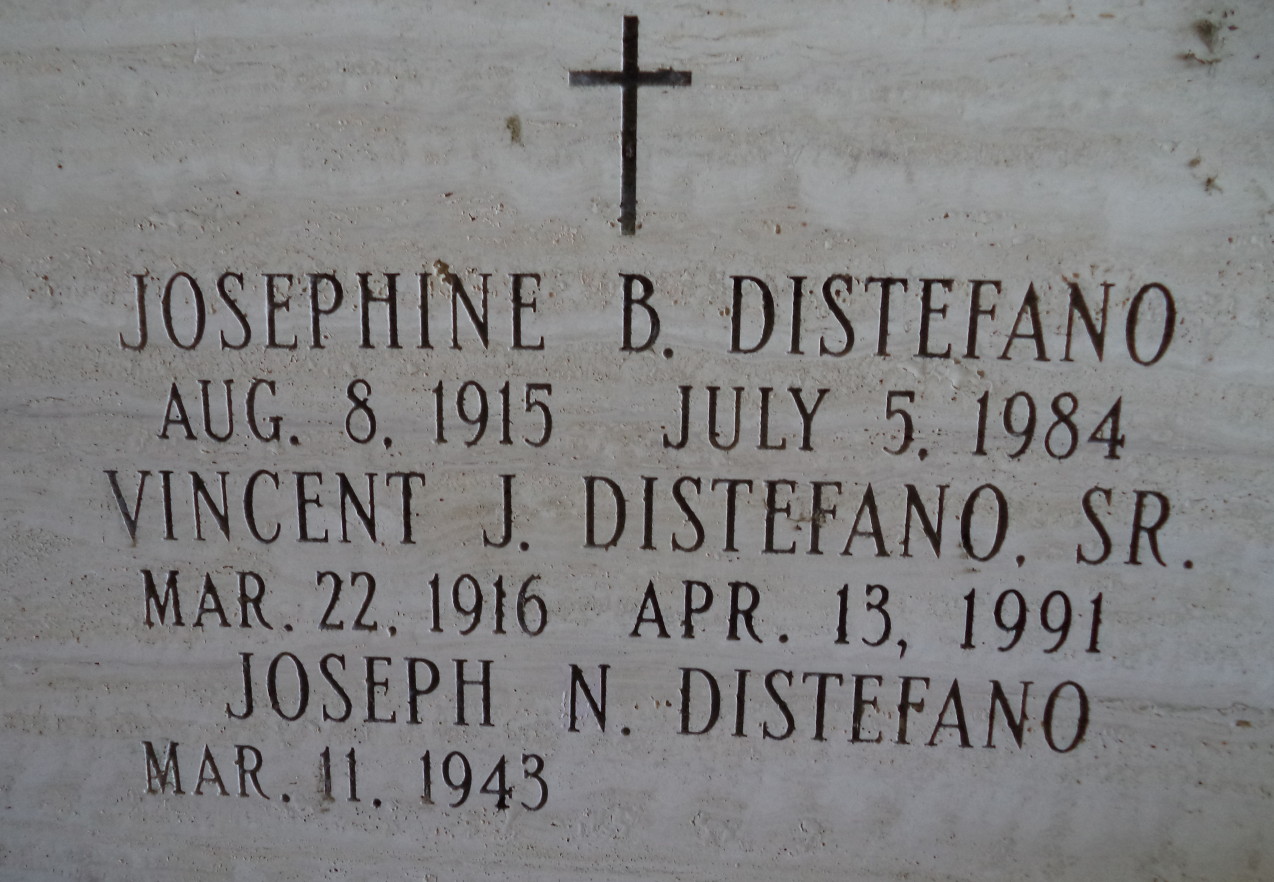 JOSEPHINE B. DISTEFANO
AUG. 8, 1915 JULY 5, 1984
VINCENT J. DISTEFANO, SR.
MAR. 22, 1916 APR. 13, 1991
JOSEPH N. DISTEFANO
MAR. 11, 1943